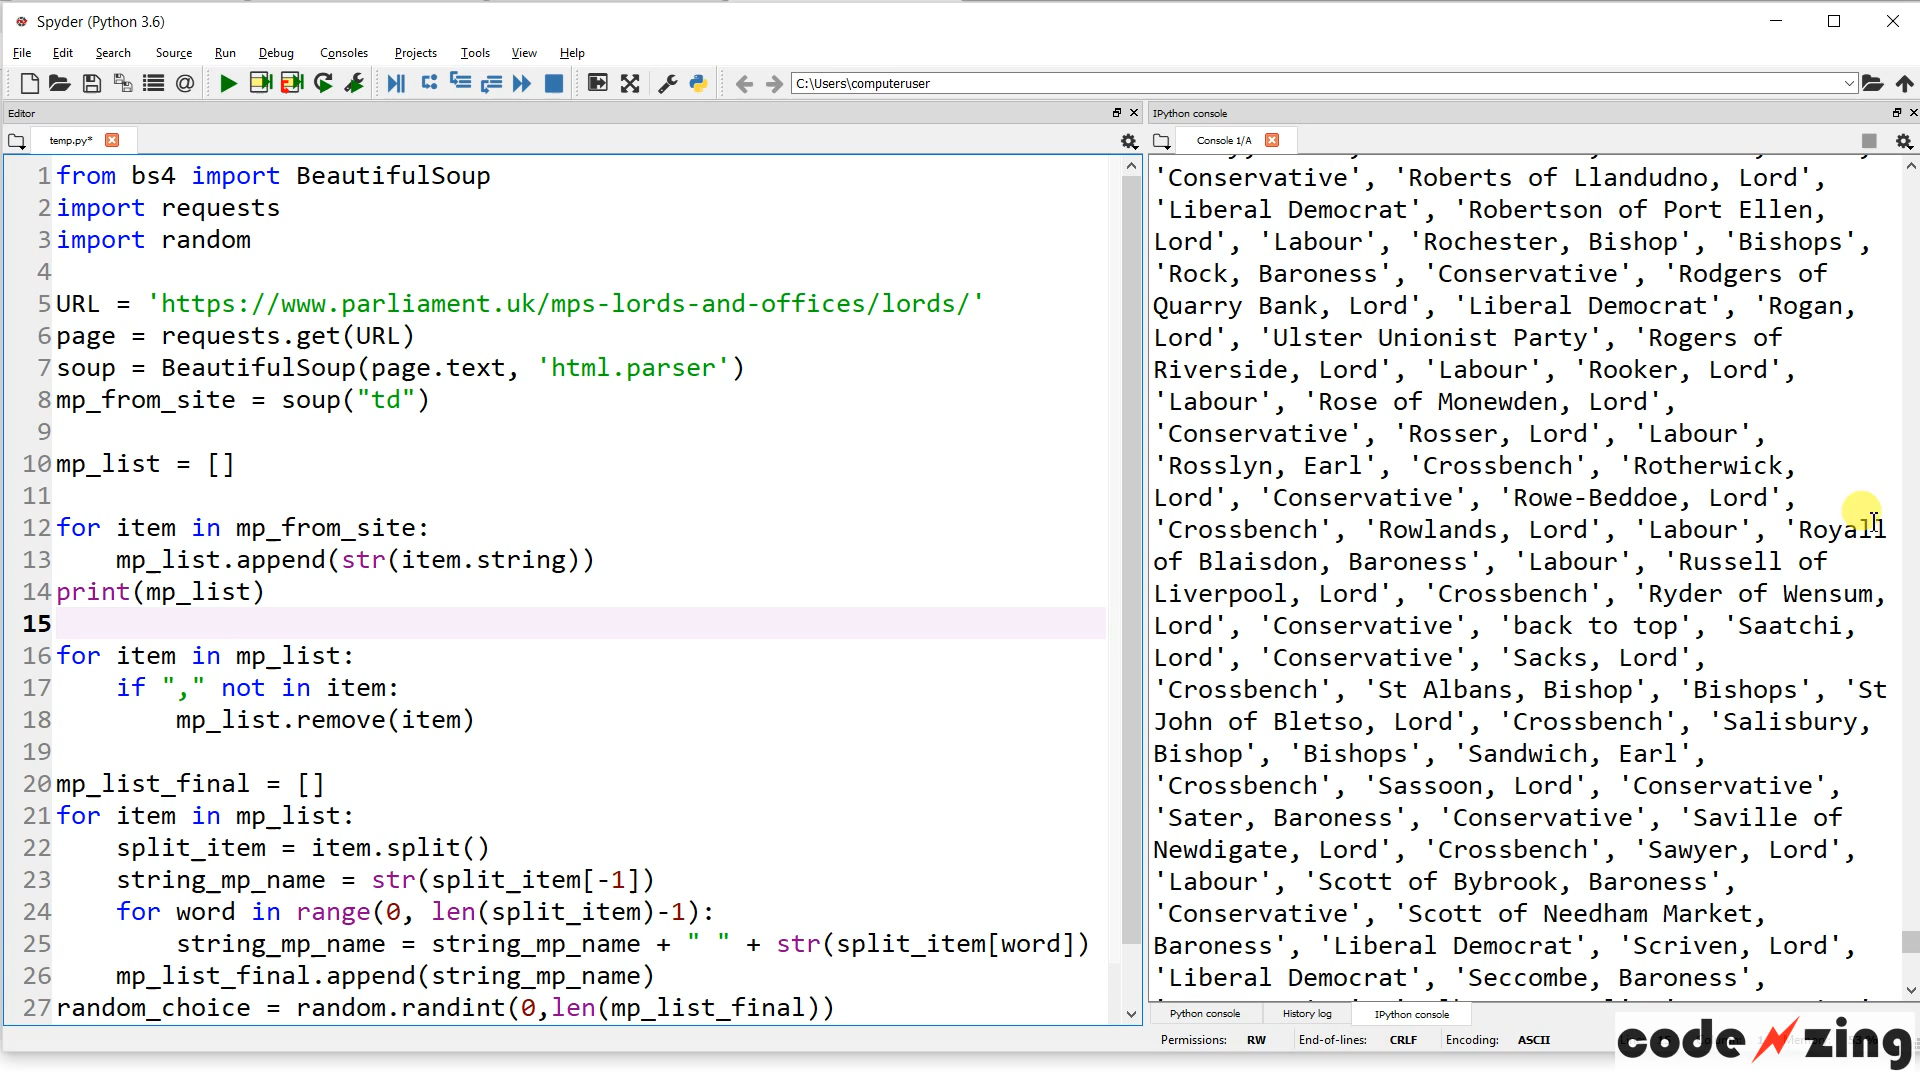 Spyder (Python 3.6)
File Edit Search Source Run Debug Consoles Projects Tools View Help
C:\Users\computeruser
Editor
temp.py*
1 from bs4 import BeautifulSoup
2 import requests
3 import random
4
5 URL = 'https://www.parliament.uk/mps-lords-and-offices/lords/'
6 page = requests.get(URL)
7 soup = BeautifulSoup(page.text, 'html.parser')
8 mp_from_site = soup("td")
9
10 mp_list = []
11
12 for item in mp_from_site:
13     mp_list.append(str(item.string))
14 print(mp_list)
15
16 for item in mp_list:
17     if "," not in item:
18         mp_list.remove(item)
19
20 mp_list_final = []
21 for item in mp_list:
22     split_item = item.split()
23     string_mp_name = str(split_item[-1])
24     for word in range(0, len(split_item)-1):
25         string_mp_name = string_mp_name + " " + str(split_item[word])
26     mp_list_final.append(string_mp_name)
27 random_choice = random.randint(0,len(mp_list_final))
IPython console
Console 1/A
'Conservative', 'Roberts of Llandudno, Lord',
'Liberal Democrat', 'Robertson of Port Ellen,
Lord', 'Labour', 'Rochester, Bishop', 'Bishops',
'Rock, Baroness', 'Conservative', 'Rodgers of
Quarry Bank, Lord', 'Liberal Democrat', 'Rogan,
Lord', 'Ulster Unionist Party', 'Rogers of
Riverside, Lord', 'Labour', 'Rooker, Lord',
'Labour', 'Rose of Monewden, Lord',
'Conservative', 'Rosser, Lord', 'Labour',
'Rosslyn, Earl', 'Crossbench', 'Rotherwick,
Lord', 'Conservative', 'Rowe-Beddoe, Lord',
'Crossbench', 'Rowlands, Lord', 'Labour', 'Royall
of Blaisdon, Baroness', 'Labour', 'Russell of
Liverpool, Lord', 'Crossbench', 'Ryder of Wensum,
Lord', 'Conservative', 'back to top', 'Saatchi,
Lord', 'Conservative', 'Sacks, Lord',
'Crossbench', 'St Albans, Bishop', 'Bishops', 'St
John of Bletso, Lord', 'Crossbench', 'Salisbury,
Bishop', 'Bishops', 'Sandwich, Earl',
'Crossbench', 'Sassoon, Lord', 'Conservative',
'Sater, Baroness', 'Conservative', 'Saville of
Newdigate, Lord', 'Crossbench', 'Sawyer, Lord',
'Labour', 'Scott of Bybrook, Baroness',
'Conservative', 'Scott of Needham Market,
Baroness', 'Liberal Democrat', 'Scriven, Lord',
'Liberal Democrat', 'Seccombe, Baroness',
Python console History log IPython console
Permissions: RW End-of-lines: CRLF Encoding: ASCII
code zing